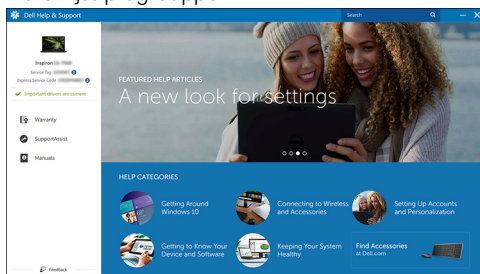 Dell Help & Support
Search
Inspiron
Service Tag
Express Service Code
Important drivers are current
Warranty
SupportAssist
Manuals
Feedback
FEATURED HELP ARTICLES
A new look for settings
HELP CATEGORIES
Getting Around
Windows 10
Connecting to Wireless
and Accessories
Setting Up Accounts
and Personalization
Getting to Know Your
Device and Software
Keeping Your System
Healthy
Find Accessories
at Dell.com